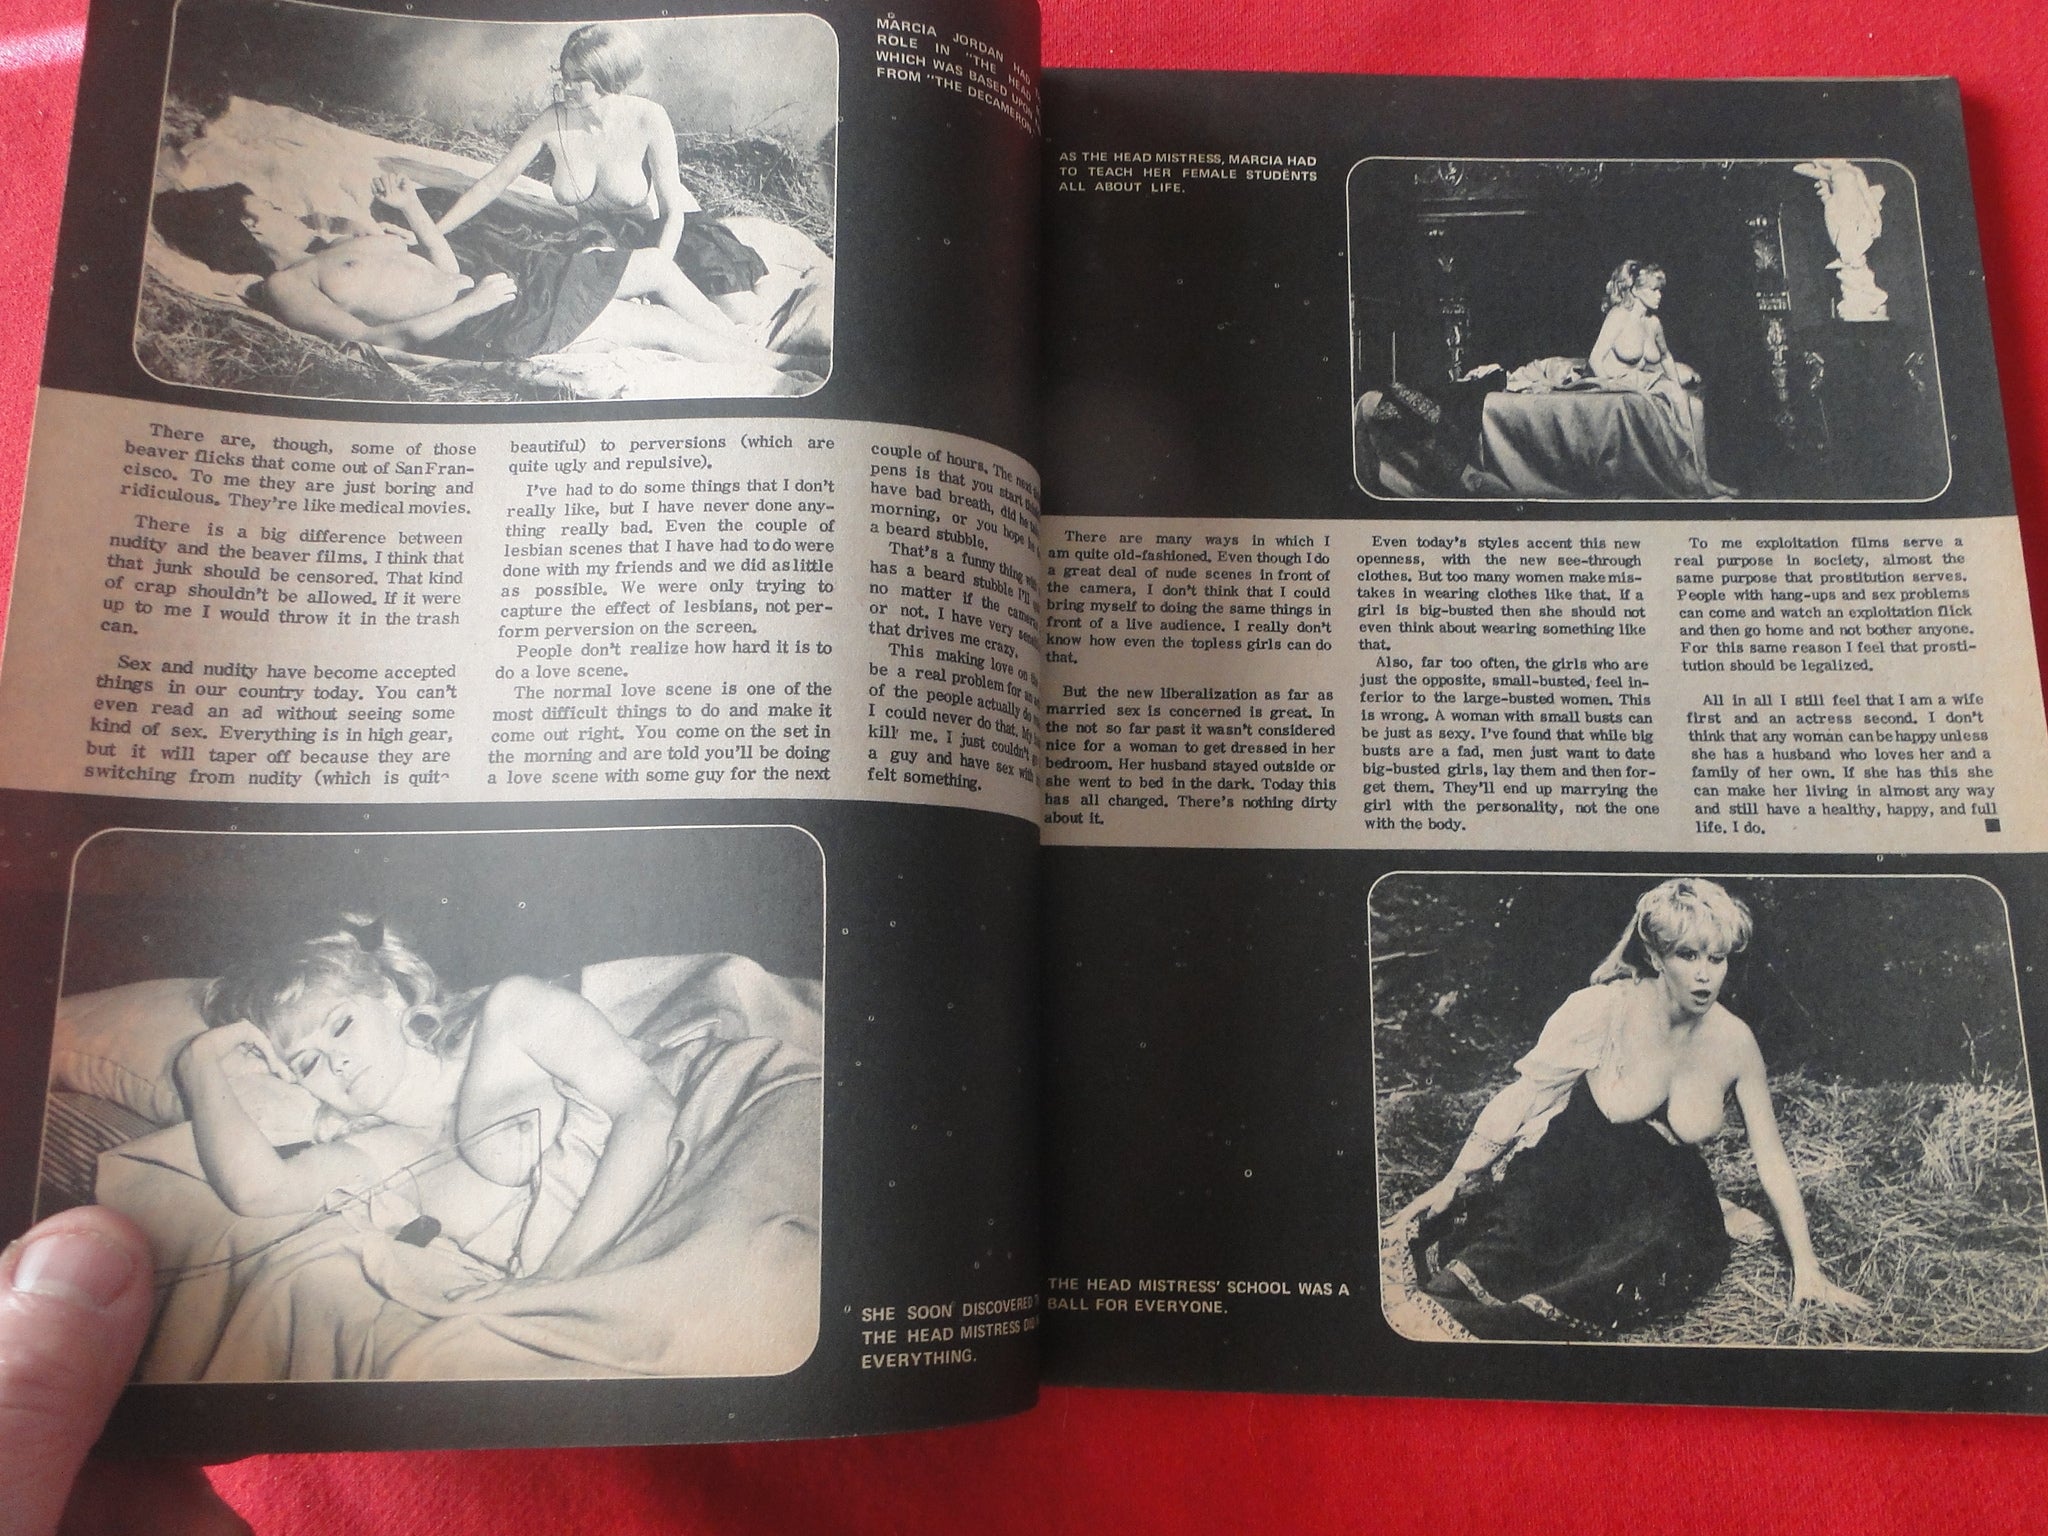 MARCIA JORDAN HAD
ROLE IN "THE HEAD
WHICH WAS BASED UPON
FROM "THE DECAMERON,
There are, though, some of those
beaver flicks that come out of San Fran-
cisco. To me they are just boring and
ridiculous. They're like medical movies.
There is a big difference between
nudity and the beaver films. I think that
that junk should be censored. That kind
of crap shouldn't be allowed. If it were
up to me I would throw it in the trash
can.
Sex and nudity have become accepted
things in our country today. You can't
even read an ad without seeing some
kind of sex. Everything is in high gear,
but it will taper off because they are
switching from nudity (which is quite
beautiful) to perversions (which are
quite ugly and repulsive).
I've had to do some things that I don't
really like, but I have never done any-
thing really bad. Even the couple of
lesbian scenes that I have had to do were
done with my friends and we did as little
as possible. We were only trying to
capture the effect of lesbians, not per-
form perversion on the screen.
People don't realize how hard it is to
do a love scene.
The normal love scene is one of the
most difficult things to do and make it
come out right. You come on the set in
the morning and are told you'll be doing
a love scene with some guy for the next
couple of hours. The next
pens is that you start
have bad breath, did he
morning, or you hope he
a beard stubble.
That's a funny thing
has a beard stubble I'll
no matter if the cameras
or not. I have very
that drives me crazy.
This making love on
be a real problem for
of the people actually do
I could never do that. My
kill me. I just couldn't
a guy and have sex with
felt something.
SHE SOON DISCOVERED
THE HEAD MISTRESS DID
EVERYTHING.
AS THE HEAD MISTRESS, MARCIA HAD
TO TEACH HER FEMALE STUDENTS
ALL ABOUT LIFE.
There are many ways in which I
am quite old-fashioned. Even though I do
a great deal of nude scenes in front of
the camera, I don't think that I could
bring myself to doing the same things in
front of a live audience. I really don't
know how even the topless girls can do
that.
But the new liberalization as far as
married sex is concerned is great. In
the not so far past it wasn't considered
nice for a woman to get dressed in her
bedroom. Her husband stayed outside or
she went to bed in the dark. Today this
has all changed. There's nothing dirty
about it.
Even today's styles accent this new
openness, with the new see-through
clothes. But too many women make mis-
takes in wearing clothes like that. If a
girl is big-busted then she should not
even think about wearing something like
that.
Also, far too often, the girls who are
just the opposite, small-busted, feel in-
ferior to the large-busted women. This
is wrong. A woman with small busts can
be just as sexy. I've found that while big
busts are a fad, men just want to date
big-busted girls, lay them and then for-
get them. They'll end up marrying the
girl with the personality, not the one
with the body.
To me exploitation films serve a
real purpose in society, almost the
same purpose that prostitution serves.
People with hang-ups and sex problems
can come and watch an exploitation flick
and then go home and not bother anyone.
For this same reason I feel that prosti-
tution should be legalized.
All in all I still feel that I am a wife
first and an actress second. I don't
think that any woman can be happy unless
she has a husband who loves her and a
family of her own. If she has this she
can make her living in almost any way
and still have a healthy, happy, and full
life. I do.
THE HEAD MISTRESS' SCHOOL WAS A
BALL FOR EVERYONE.